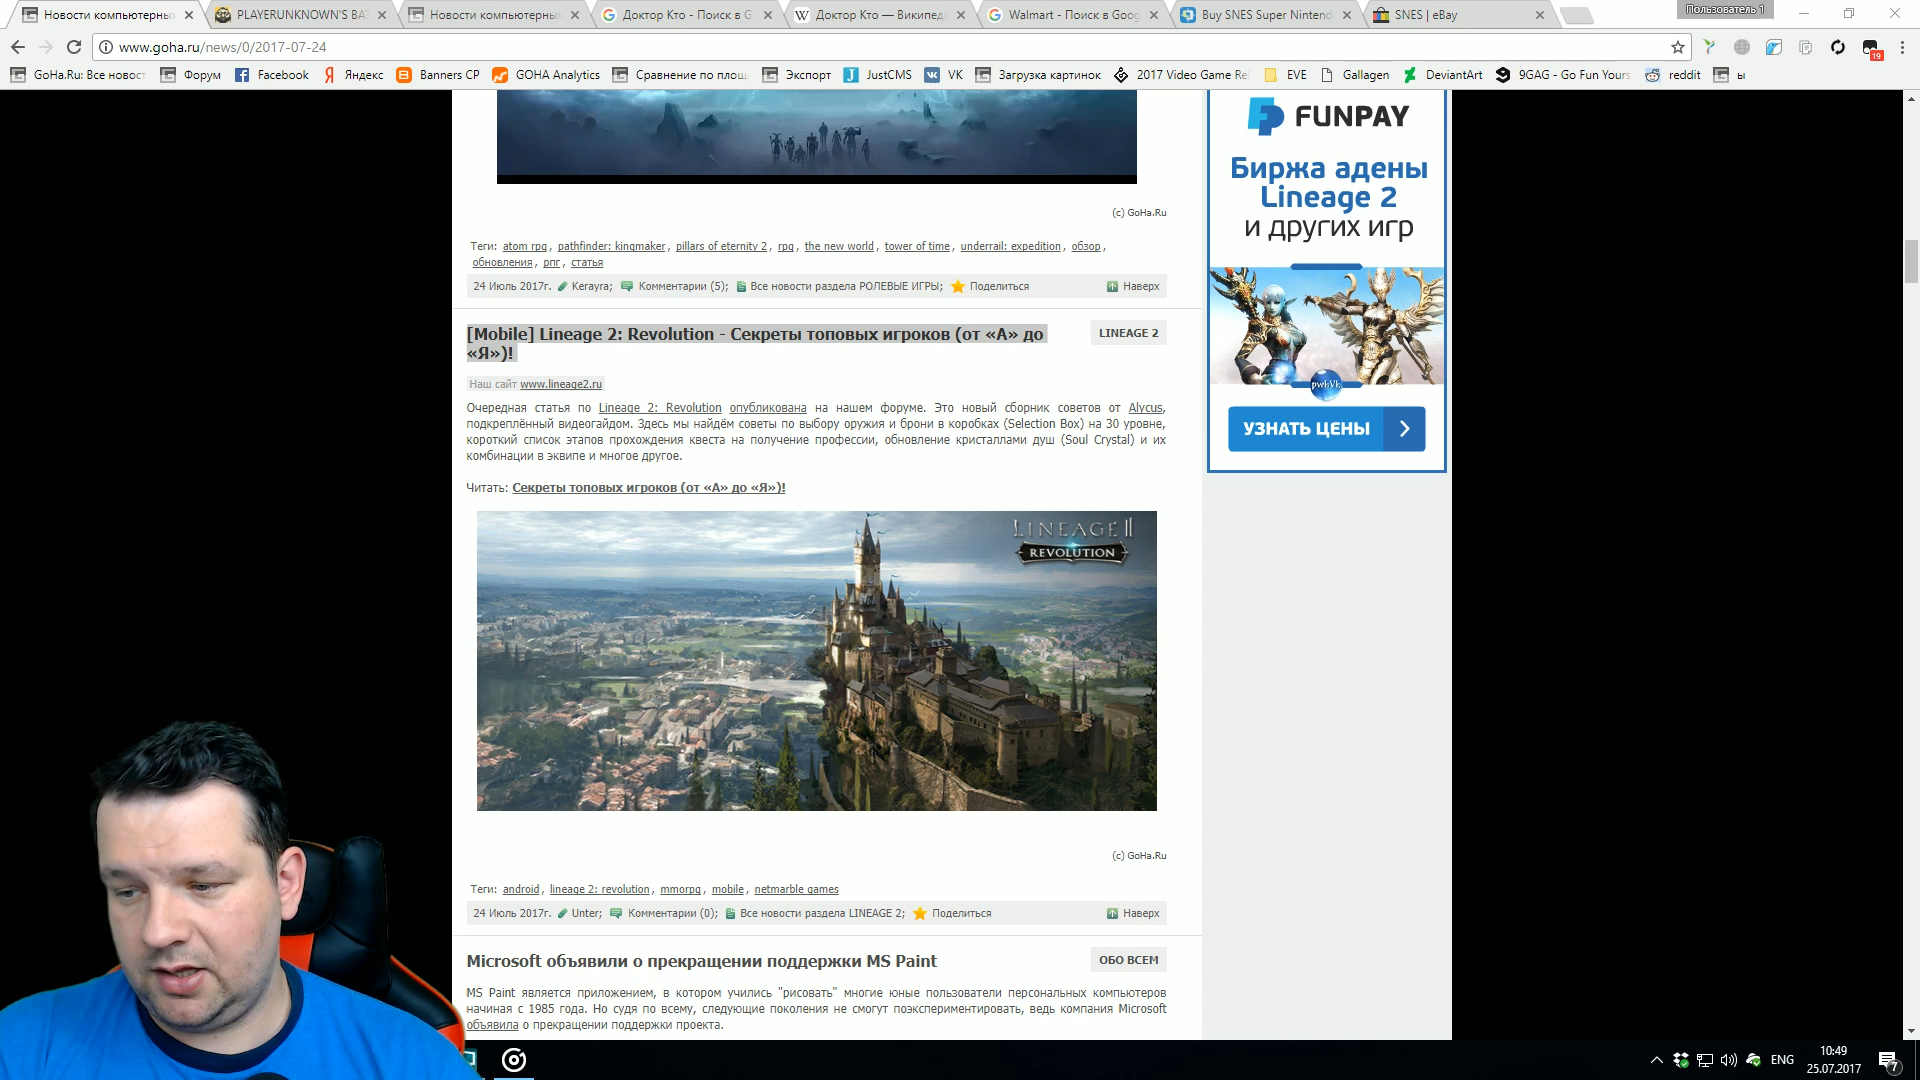 Новости компьютерны
PLAYERUNKNOWN'S BA
Новости компьютерны
Доктор Кто - Поиск в G
Доктор Кто — Википед
Walmart - Поиск в Goog
Buy SNES Super Nintend
SNES | eBay
Пользователь 1
www.goha.ru/news/0/2017-07-24
19
GoHa.Ru: Все новост
Форум
Facebook
Яндекс
Banners CP
GOHA Analytics
Сравнение по площ
Экспорт
JustCMS
VK
Загрузка картинок
2017 Video Game Re
EVE
Gallagen
DeviantArt
9GAG - Go Fun Yours
reddit
ы
(c) GoHa.Ru
Теги: atom rpg, pathfinder: kingmaker, pillars of eternity 2, rpg, the new world, tower of time, underrail: expedition, обзор,
обновления, рпг, статья
24 Июль 2017г. Kerayra; Комментарии (5); Все новости раздела РОЛЕВЫЕ ИГРЫ; Поделиться Наверх
[Mobile] Lineage 2: Revolution - Секреты топовых игроков (от «А» до
«Я»)!
LINEAGE 2
Наш сайт www.lineage2.ru
Очередная статья по Lineage 2: Revolution опубликована на нашем форуме. Это новый сборник советов от Alycus,
подкреплённый видеогайдом. Здесь мы найдём советы по выбору оружия и брони в коробках (Selection Box) на 30 уровне,
короткий список этапов прохождения квеста на получение профессии, обновление кристаллами душ (Soul Crystal) и их
комбинации в эквипе и многое другое.
Читать: Секреты топовых игроков (от «А» до «Я»)!
LINEAGE II
REVOLUTION
(c) GoHa.Ru
Теги: android, lineage 2: revolution, mmorpg, mobile, netmarble games
24 Июль 2017г. Unter; Комментарии (0); Все новости раздела LINEAGE 2; Поделиться Наверх
Microsoft объявили о прекращении поддержки MS Paint
ОБО ВСЕМ
MS Paint является приложением, в котором учились "рисовать" многие юные пользователи персональных компьютеров
начиная с 1985 года. Но судя по всему, следующие поколения не смогут поэкспериментировать, ведь компания Microsoft
объявила о прекращении поддержки проекта.
FUNPAY
Биржа адены
Lineage 2
и других игр
pwbVk
УЗНАТЬ ЦЕНЫ
ENG
10:49
25.07.2017
7